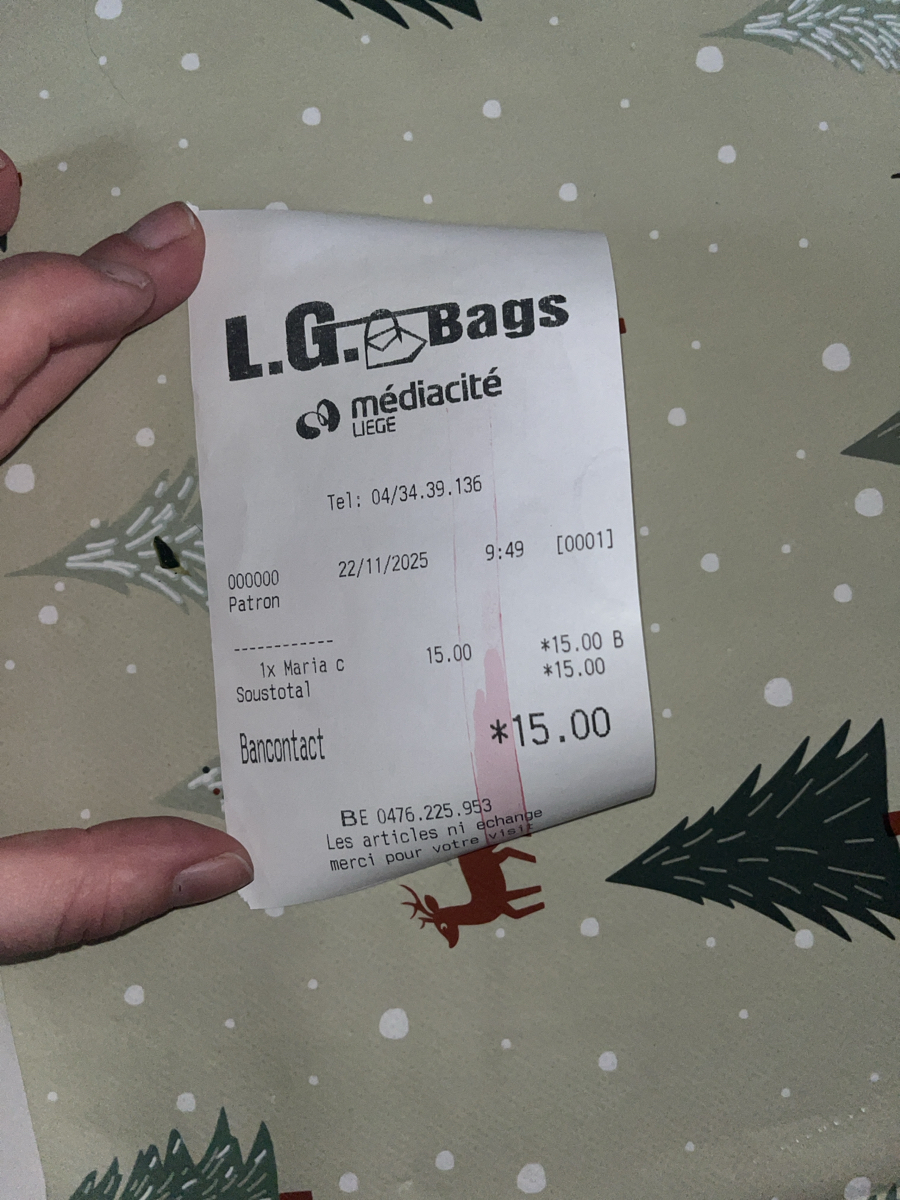 L.G. Bags
médiacité
LIEGE
Tel: 04/34.39.136
000000 22/11/2025 9:49 [0001]
Patron
------------
1x Maria c 15.00 *15.00 B
Soustotal *15.00
Bancontact *15.00
BE 0476.225.953
Les articles ni echange
merci pour votre visit